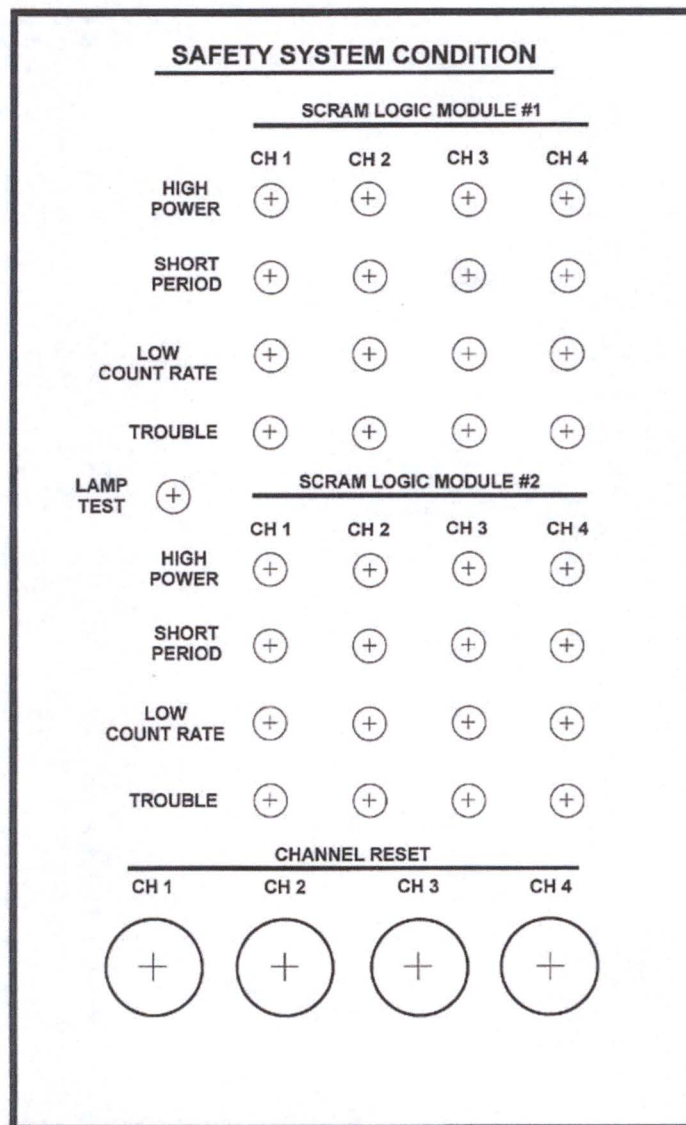 SAFETY SYSTEM CONDITION
SCRAM LOGIC MODULE #1
CH 1 CH 2 CH 3 CH 4
HIGH
POWER
SHORT
PERIOD
LOW
COUNT RATE
TROUBLE
LAMP
TEST
SCRAM LOGIC MODULE #2
CH 1 CH 2 CH 3 CH 4
HIGH
POWER
SHORT
PERIOD
LOW
COUNT RATE
TROUBLE
CHANNEL RESET
CH 1 CH 2 CH 3 CH 4